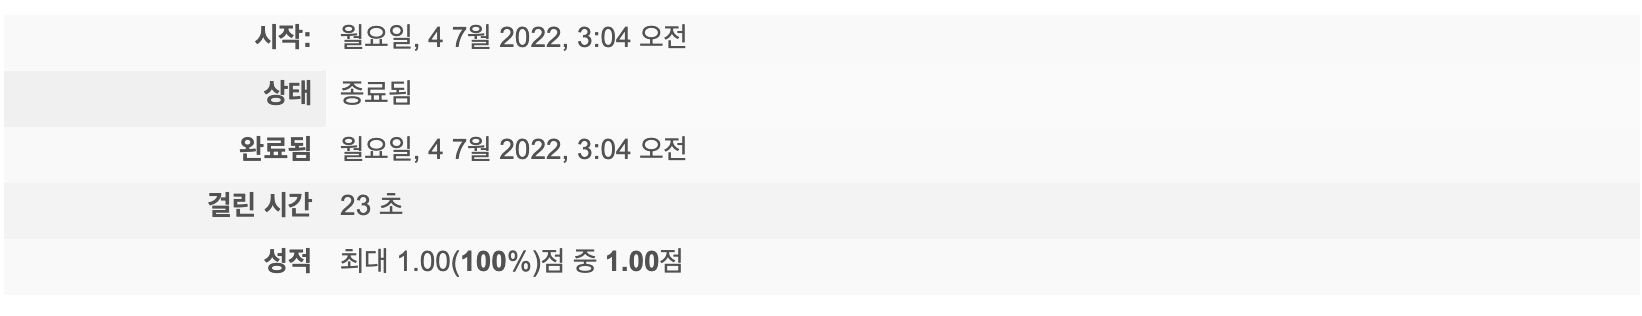 시작: 월요일, 4 7월 2022, 3:04 오전
상태 종료됨
완료됨 월요일, 4 7월 2022, 3:04 오전
걸린 시간 23 초
성적 최대 1.00(100%)점 중 1.00점